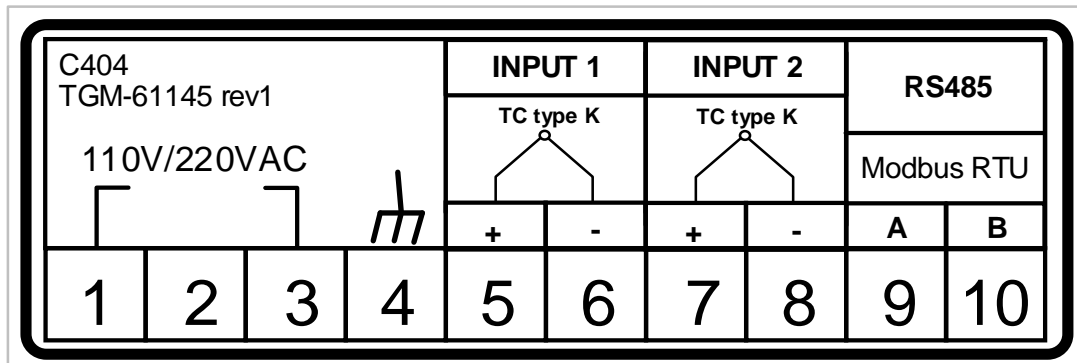 C404
TGM-61145 rev1
110V/220VAC
INPUT 1
INPUT 2
RS485
TC type K
TC type K
Modbus RTU
+ - + - A B
1 2 3 4 5 6 7 8 9 10